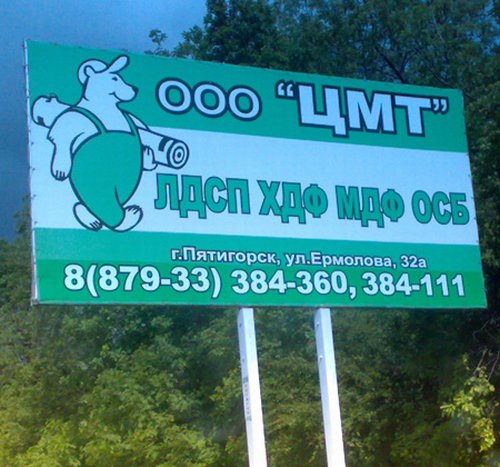 ООО "ЦМТ"
ЛДСП ХДФ МДФ ОСБ
г.Пятигорск, ул.Ермолова, 32а
8(879-33) 384-360, 384-111